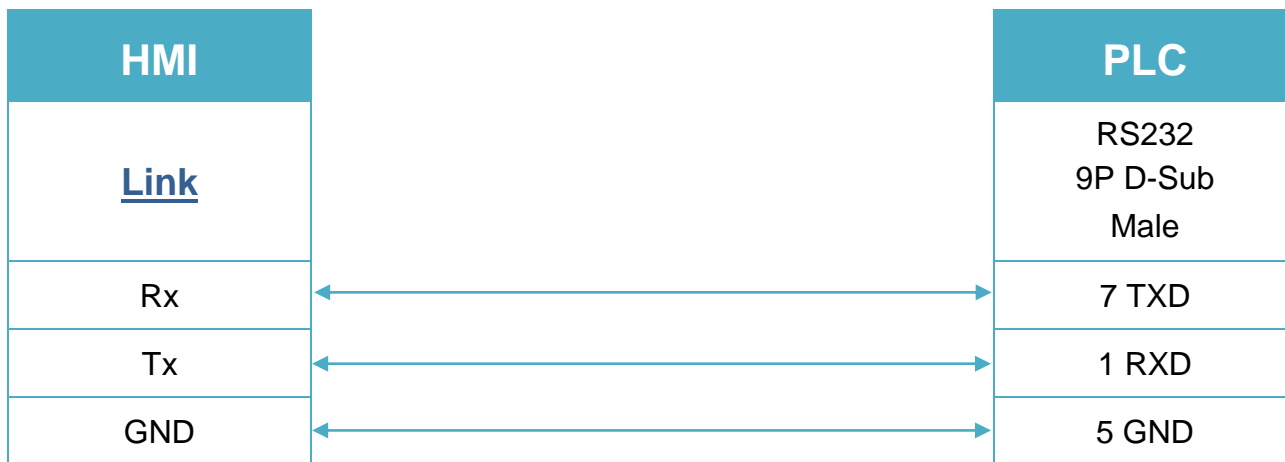 HMI
PLC
Link
RS232
9P D-Sub
Male
Rx
7 TXD
Tx
1 RXD
GND
5 GND